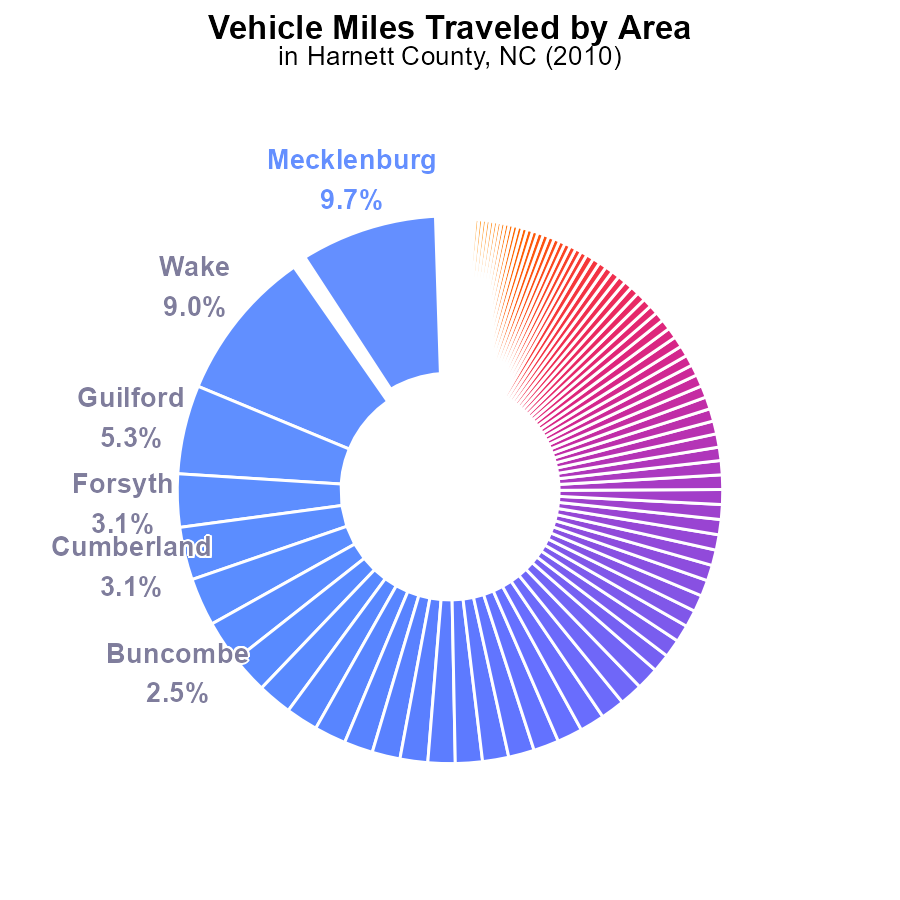 Vehicle Miles Traveled by Area
in Harnett County, NC (2010)
Mecklenburg
9.7%
Wake
9.0%
Guilford
5.3%
Forsyth
3.1%
Cumberland
3.1%
Buncombe
2.5%